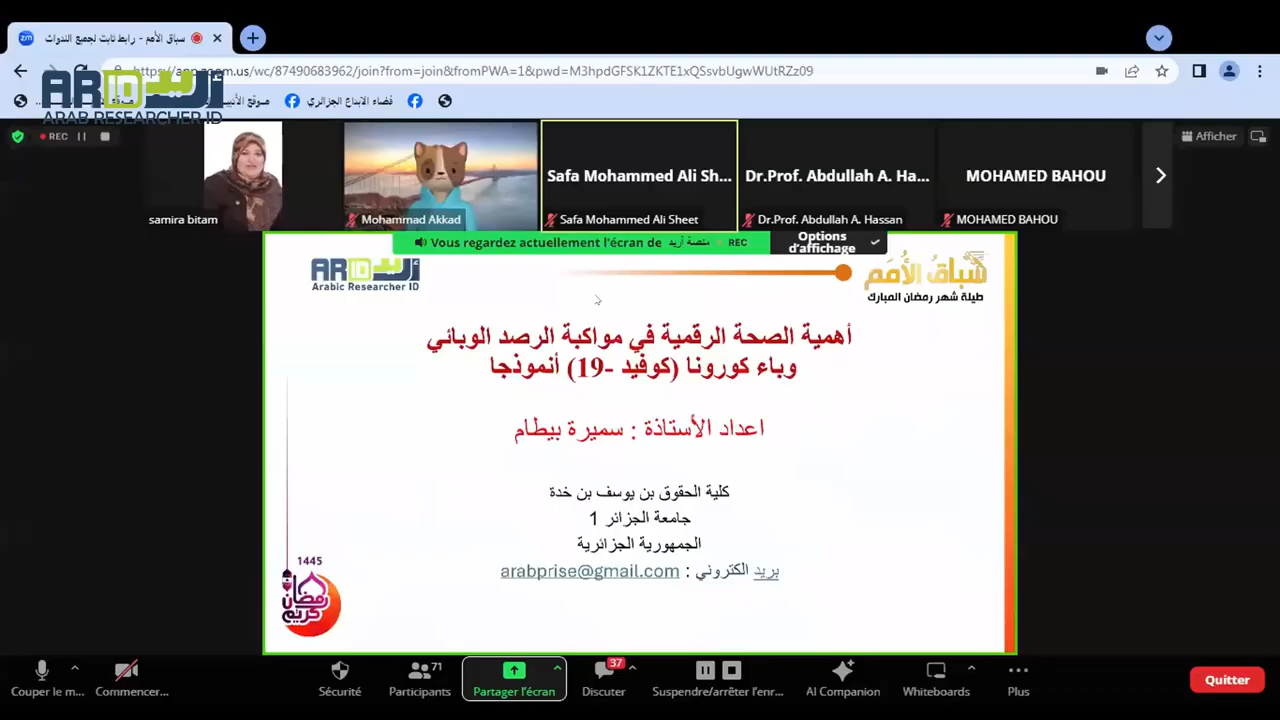 سباق الأمم - رابط ثابت لجميع الندوات
https://app.zoom.us/wc/87490683962/join?from=join&fromPWA=1&pwd=M3hpdGFSK1ZKTE1xQSsvbUgwWUtRZz09
أريد ARID
ARAB RESEARCHER ID
فضاء الابداع الجزائري
REC
Afficher
Safa Mohammed Ali Sh...
Dr.Prof. Abdullah A. Ha...
MOHAMED BAHOU
samira bitam
Mohammad Akkad
Safa Mohammed Ali Sheet
Dr.Prof. Abdullah A. Hassan
MOHAMED BAHOU
Vous regardez actuellement l'écran de منصة أريد
REC
Options d'affichage
أريد ARID
Arabic Researcher ID
سباق الأمم
طيلة شهر رمضان المبارك
أهمية الصحة الرقمية في مواكبة الرصد الوبائي
وباء كورونا (كوفيد -19) أنموذجا
اعداد الأستاذة : سميرة بيطام
كلية الحقوق بن يوسف بن خدة
جامعة الجزائر 1
الجمهورية الجزائرية
بريد الكتروني : arabprise@gmail.com
1445
رمضان كريم
71
37
Couper le m...
Commencer...
Sécurité
Participants
Partager l'écran
Discuter
Suspendre/arrêter l'enr...
AI Companion
Whiteboards
Plus
Quitter